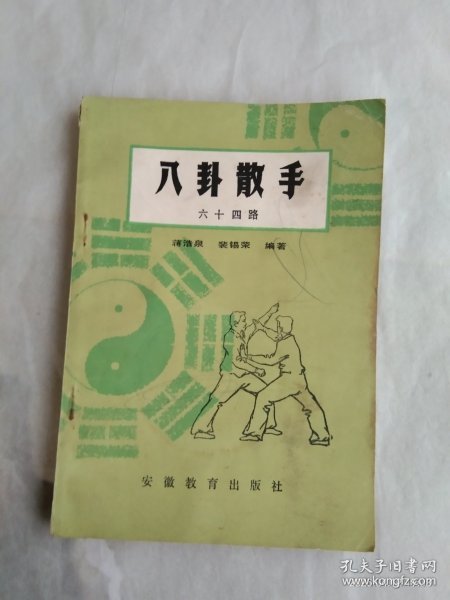 八卦散手
六十四路
蒋浩泉 裴锡荣 编著
安徽教育出版社
孔夫子旧书网
www.kongfz.com